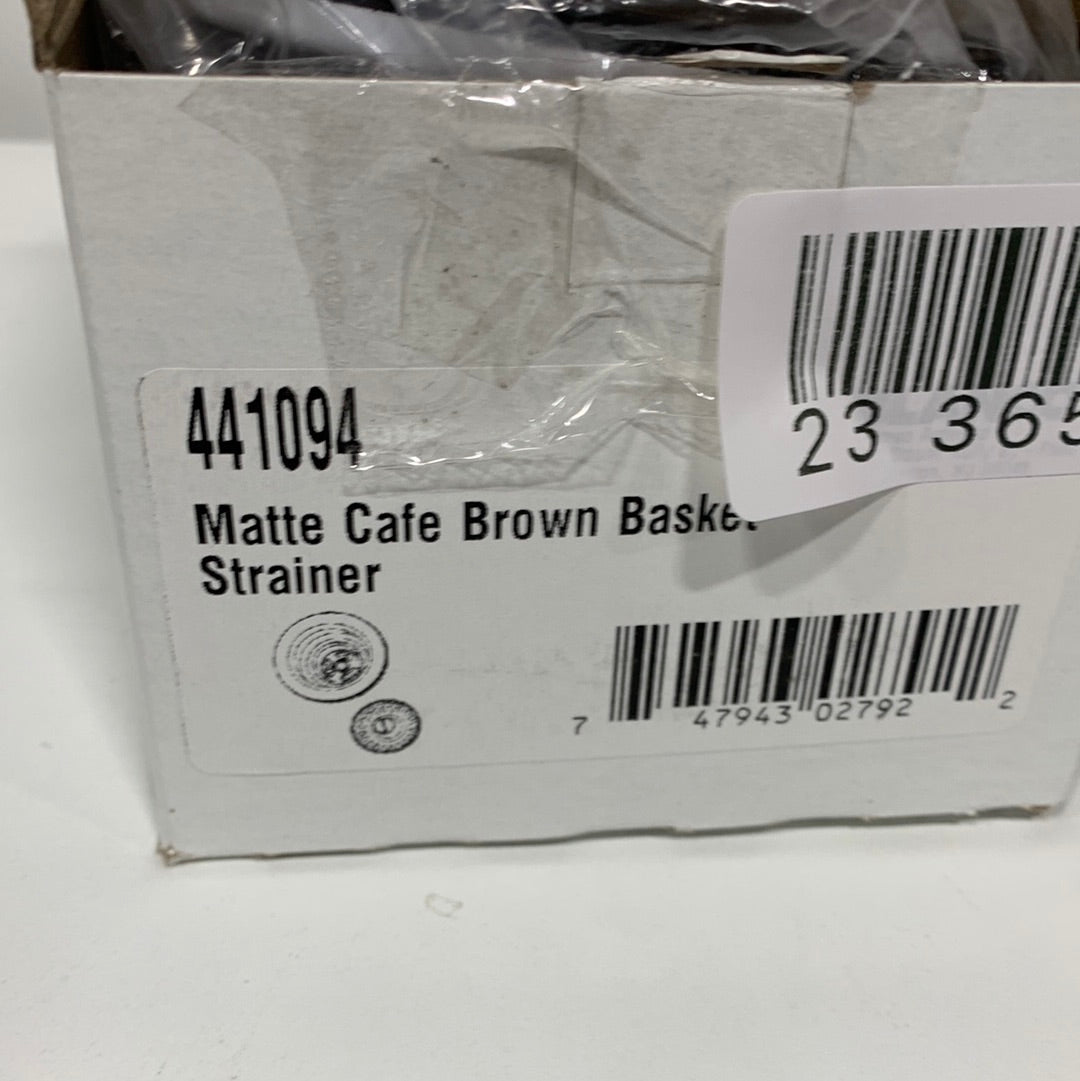 23 365
441094
Matte Cafe Brown Basket
Strainer
7 47943 02792 2